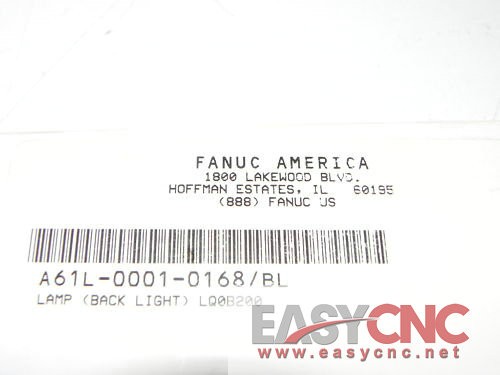 FANUC AMERICA
1800 LAKEWOOD BLVD.
HOFFMAN ESTATES, IL 60195
(888) FANUC US
A61L-0001-0168/BL
LAMP (BACK LIGHT) LQ0B200
EASYCNC
www.easycnc.net